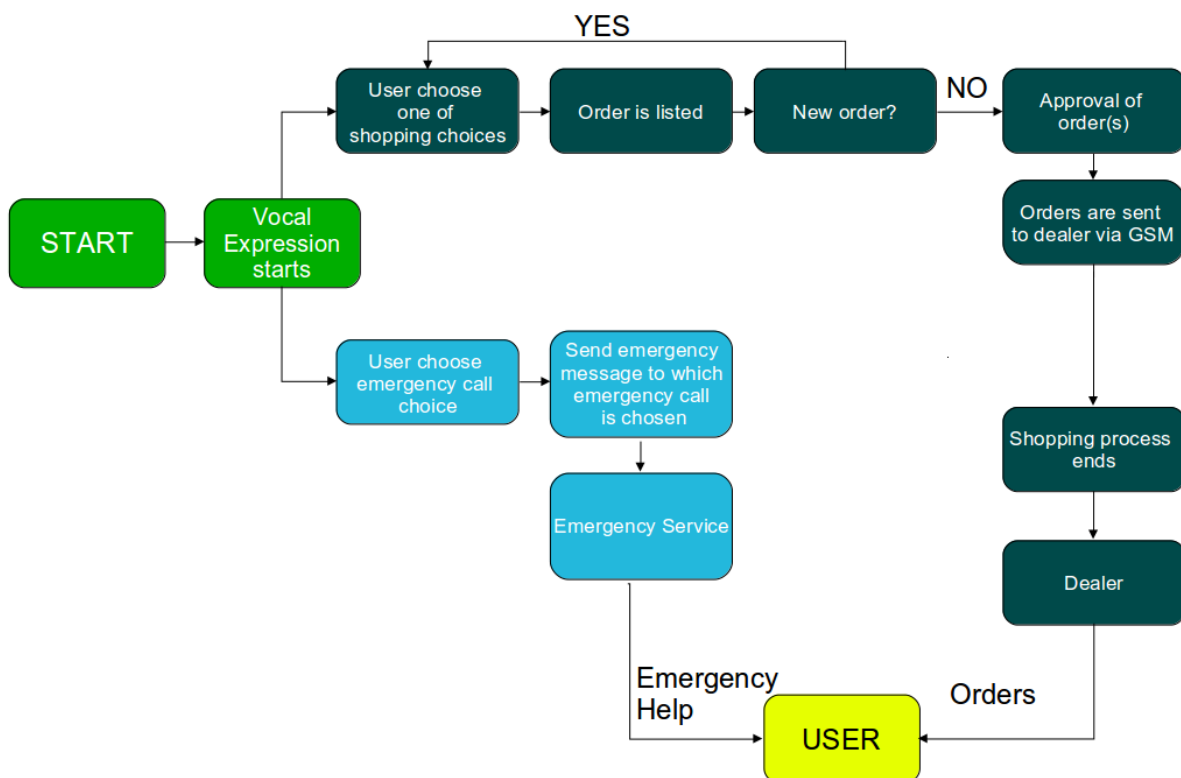 YES
User choose
one of
shopping choices
Order is listed
New order?
NO
Approval of
order(s)
START
Vocal
Expression
starts
Orders are sent
to dealer via GSM
User choose
emergency call
choice
Send emergency
message to which
emergency call
is chosen
Shopping process
ends
Emergency Service
Dealer
Emergency
Help
USER
Orders